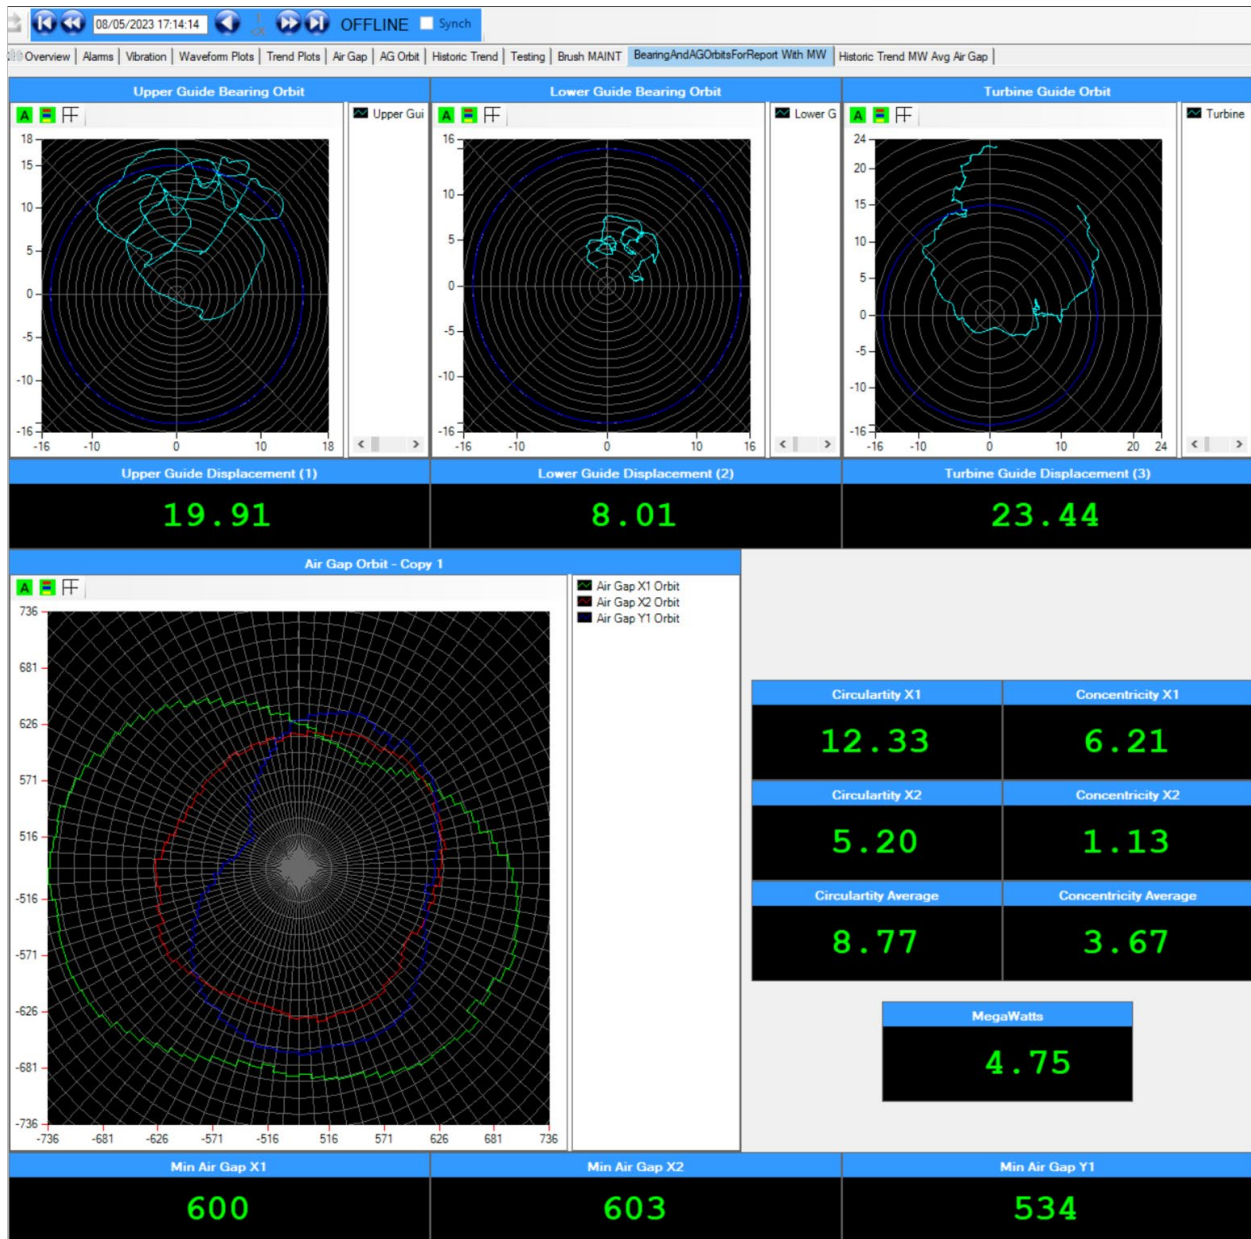 08/05/2023 17:14:14 OFFLINE Synch
Overview Alarms Vibration Waveform Plots Trend Plots Air Gap AG Orbit Historic Trend Testing Brush MAINT BearingAndAGOrbitsForReport With MW Historic Trend MW Avg Air Gap
Upper Guide Bearing Orbit
A
Upper Gui
18
15
10
5
0
-5
-10
-16
-16 -10 0 10 18
Lower Guide Bearing Orbit
A
Lower G
16
10
5
0
-5
-10
-16
-16 -10 0 10 16
Turbine Guide Orbit
A
Turbine
24
20
15
10
5
0
-5
-10
-16
-16 -10 0 10 20 24
Upper Guide Displacement (1)
19.91
Lower Guide Displacement (2)
8.01
Turbine Guide Displacement (3)
23.44
Air Gap Orbit - Copy 1
A
Air Gap X1 Orbit
Air Gap X2 Orbit
Air Gap Y1 Orbit
736
681
626
571
516
-516
-571
-626
-681
-736
-736 -681 -626 -571 -516 516 571 626 681 736
Circulartity X1
12.33
Concentricity X1
6.21
Circulartity X2
5.20
Concentricity X2
1.13
Circulartity Average
8.77
Concentricity Average
3.67
MegaWatts
4.75
Min Air Gap X1
600
Min Air Gap X2
603
Min Air Gap Y1
534